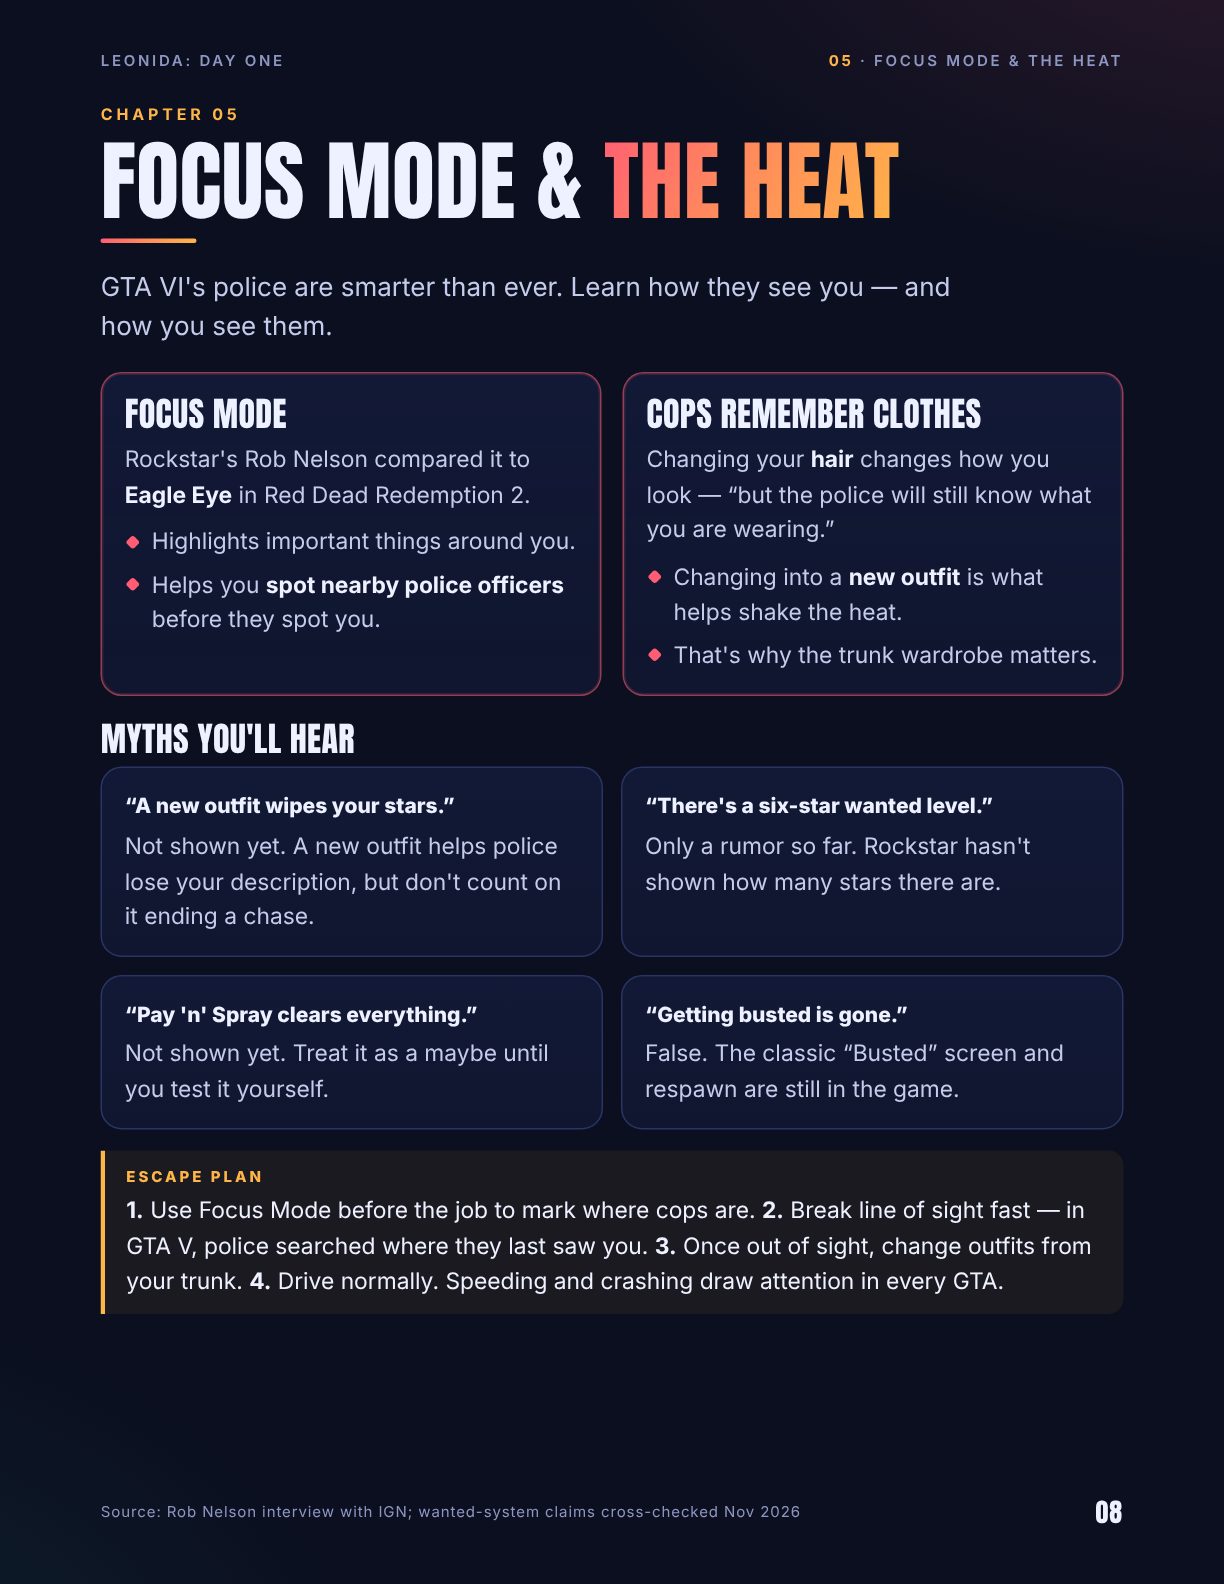 LEONIDA: DAY ONE
05 · FOCUS MODE & THE HEAT
CHAPTER 05
FOCUS MODE & THE HEAT
GTA VI's police are smarter than ever. Learn how they see you — and
how you see them.
FOCUS MODE
Rockstar's Rob Nelson compared it to
Eagle Eye in Red Dead Redemption 2.
Highlights important things around you.
Helps you spot nearby police officers
before they spot you.
COPS REMEMBER CLOTHES
Changing your hair changes how you
look — “but the police will still know what
you are wearing.”
Changing into a new outfit is what
helps shake the heat.
That's why the trunk wardrobe matters.
MYTHS YOU'LL HEAR
“A new outfit wipes your stars.”
Not shown yet. A new outfit helps police
lose your description, but don't count on
it ending a chase.
“There's a six-star wanted level.”
Only a rumor so far. Rockstar hasn't
shown how many stars there are.
“Pay 'n' Spray clears everything.”
Not shown yet. Treat it as a maybe until
you test it yourself.
“Getting busted is gone.”
False. The classic “Busted” screen and
respawn are still in the game.
ESCAPE PLAN
1. Use Focus Mode before the job to mark where cops are. 2. Break line of sight fast — in
GTA V, police searched where they last saw you. 3. Once out of sight, change outfits from
your trunk. 4. Drive normally. Speeding and crashing draw attention in every GTA.
Source: Rob Nelson interview with IGN; wanted-system claims cross-checked Nov 2026
08